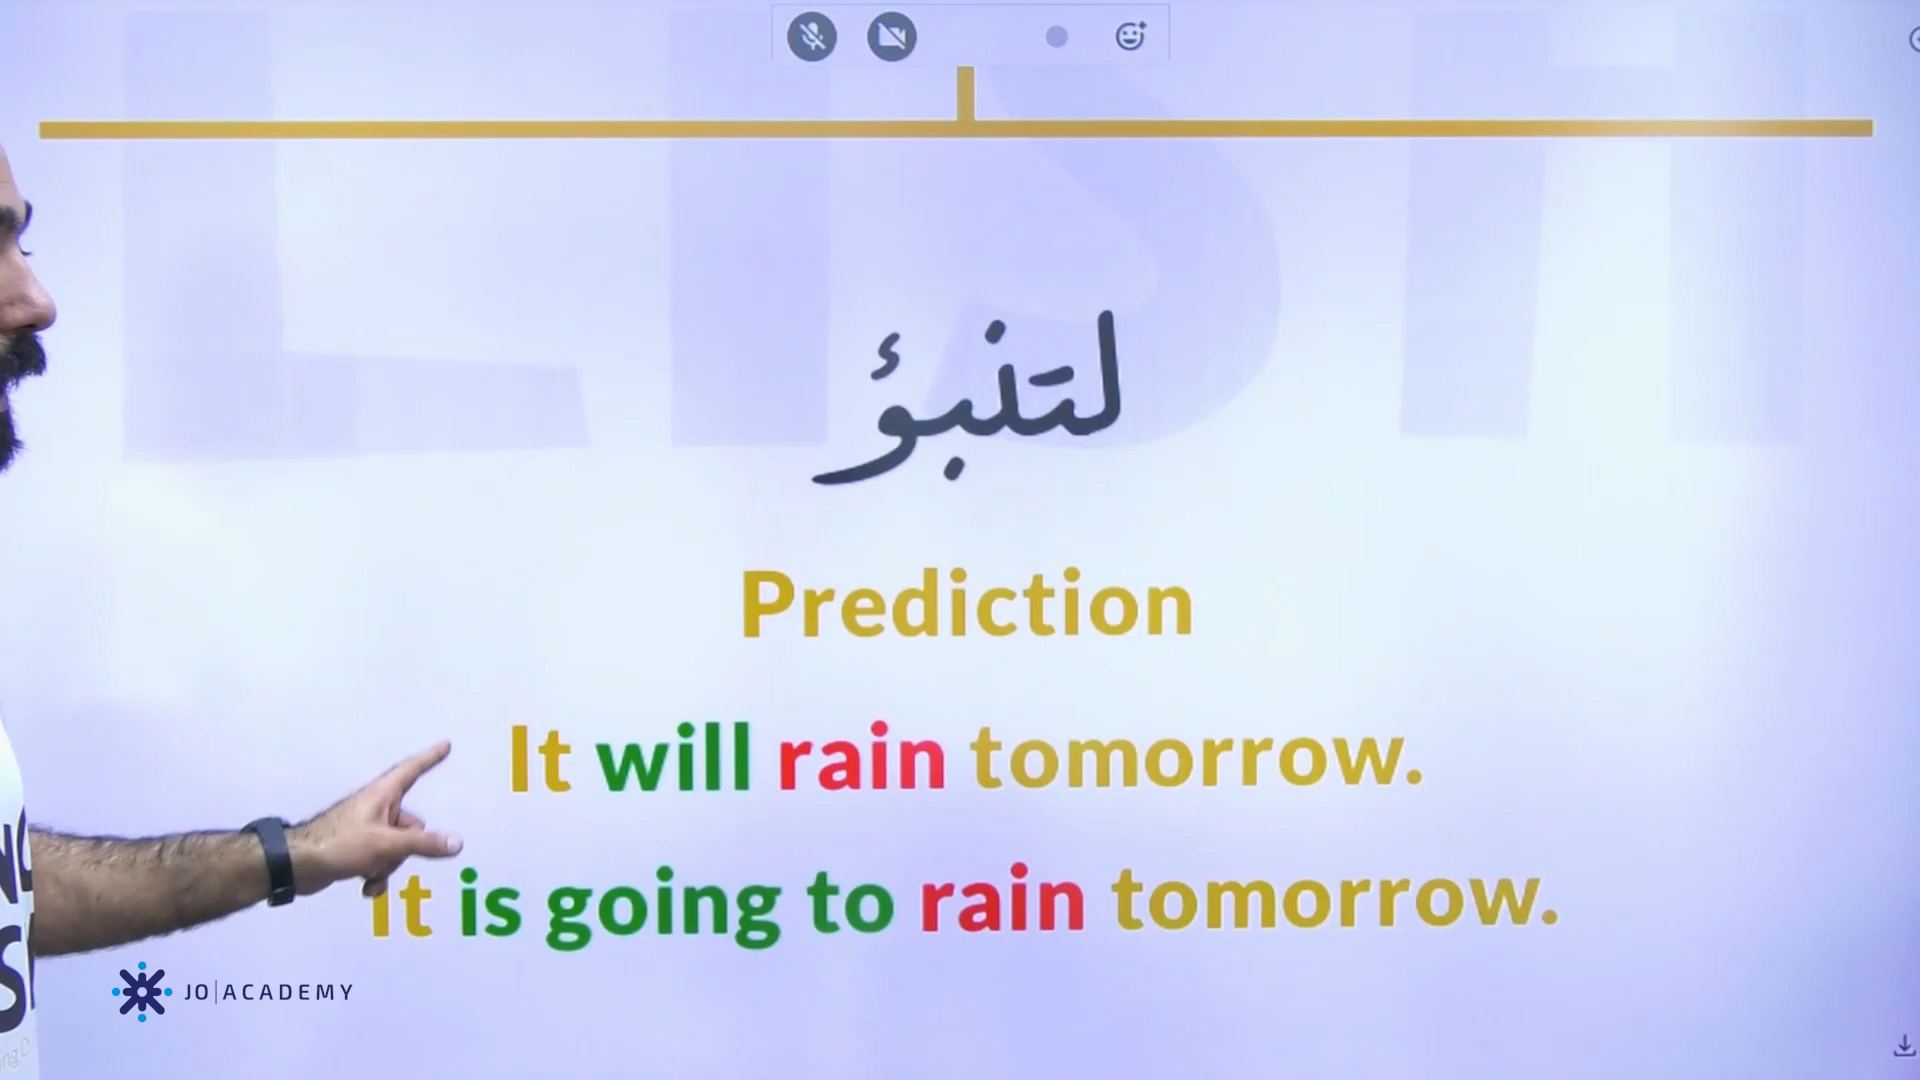 لتنبؤ
Prediction
It will rain tomorrow.
It is going to rain tomorrow.
JO|ACADEMY